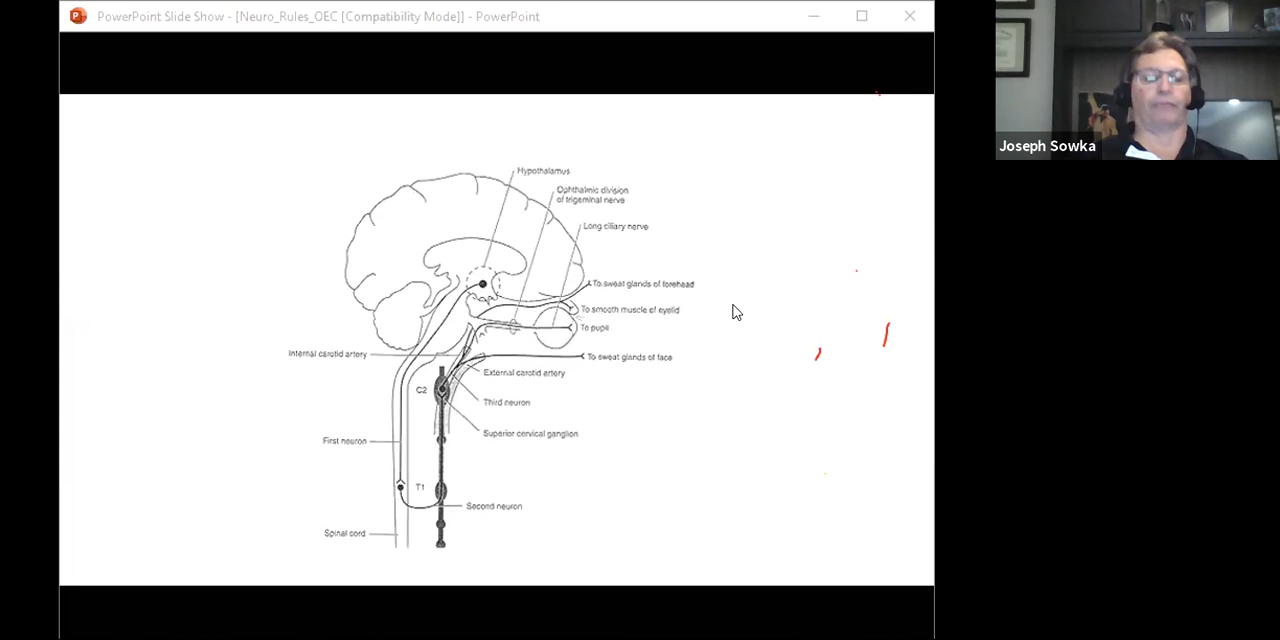 PowerPoint Slide Show - [Neuro_Rules_OEC [Compatibility Mode]] - PowerPoint
Joseph Sowka
Hypothalamus
Ophthalmic division
of trigeminal nerve
Long ciliary nerve
To sweat glands of forehead
To smooth muscle of eyelid
To pupil
Internal carotid artery
To sweat glands of face
External carotid artery
C2
Third neuron
Superior cervical ganglion
First neuron
T1
Second neuron
Spinal cord